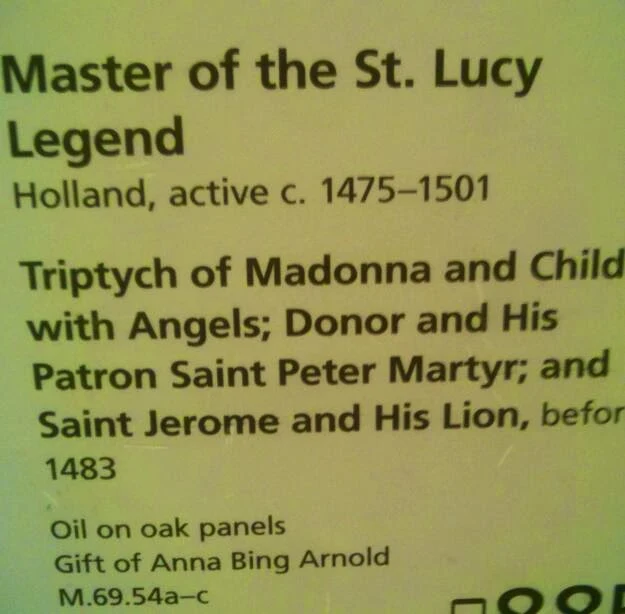 Master of the St. Lucy
Legend
Holland, active c. 1475–1501
Triptych of Madonna and Child
with Angels; Donor and His
Patron Saint Peter Martyr; and
Saint Jerome and His Lion, befor
1483
Oil on oak panels
Gift of Anna Bing Arnold
M.69.54a–c